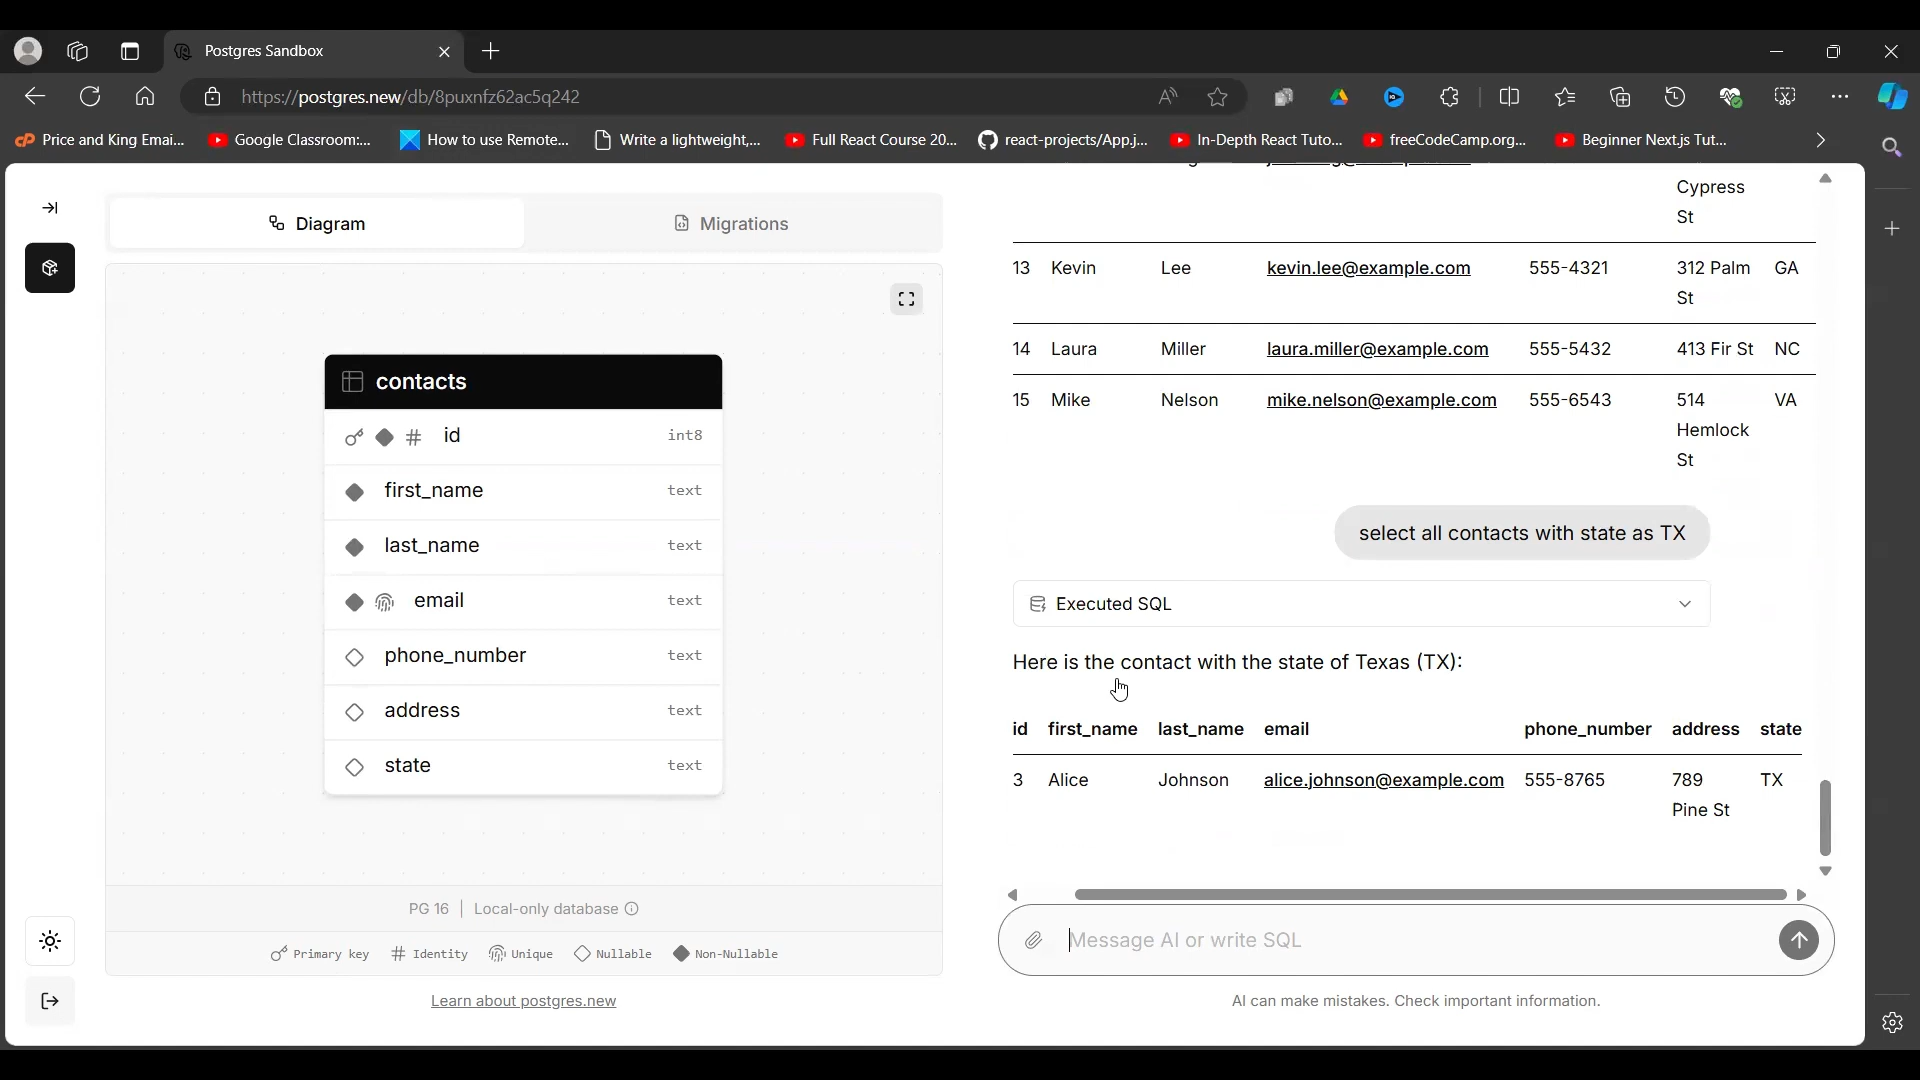 Postgres Sandbox
https://postgres.new/db/8puxnfz62ac5q242
Price and King Emai...
Google Classroom:...
How to use Remote...
Write a lightweight,...
Full React Course 20...
react-projects/App.j...
In-Depth React Tuto...
freeCodeCamp.org...
Beginner Next.js Tut...
Diagram
Migrations
contacts
id int8
first_name text
last_name text
email text
phone_number text
address text
state text
PG 16 | Local-only database
Primary key
Identity
Unique
Nullable
Non-Nullable
Learn about postgres.new
Cypress
St
13 Kevin Lee kevin.lee@example.com 555-4321 312 Palm GA
St
14 Laura Miller laura.miller@example.com 555-5432 413 Fir St NC
15 Mike Nelson mike.nelson@example.com 555-6543 514 VA
Hemlock
St
select all contacts with state as TX
Executed SQL
Here is the contact with the state of Texas (TX):
id first_name last_name email phone_number address state
3 Alice Johnson alice.johnson@example.com 555-8765 789 TX
Pine St
Message AI or write SQL
AI can make mistakes. Check important information.